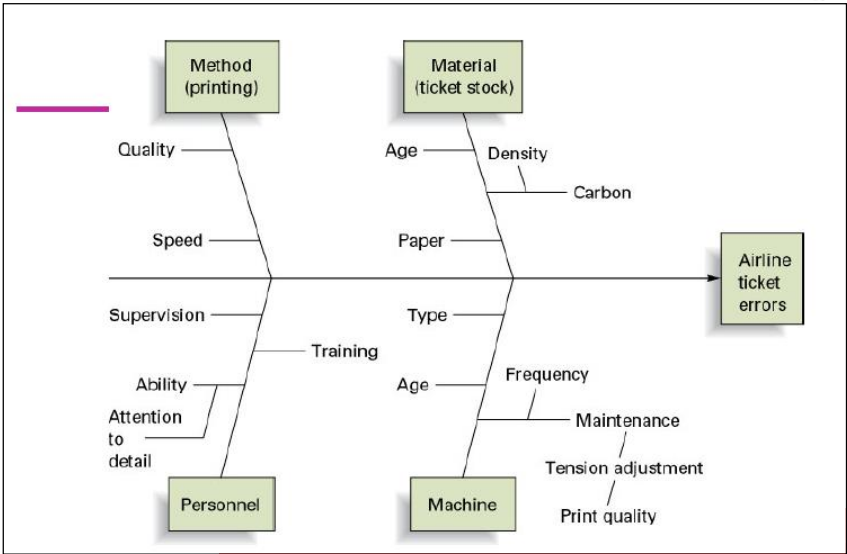 Method
(printing)
Material
(ticket stock)
Quality
Age
Density
Carbon
Speed
Paper
Airline
ticket
errors
Supervision
Type
Training
Ability
Age
Frequency
Attention
to
detail
Maintenance
Tension adjustment
Print quality
Personnel
Machine